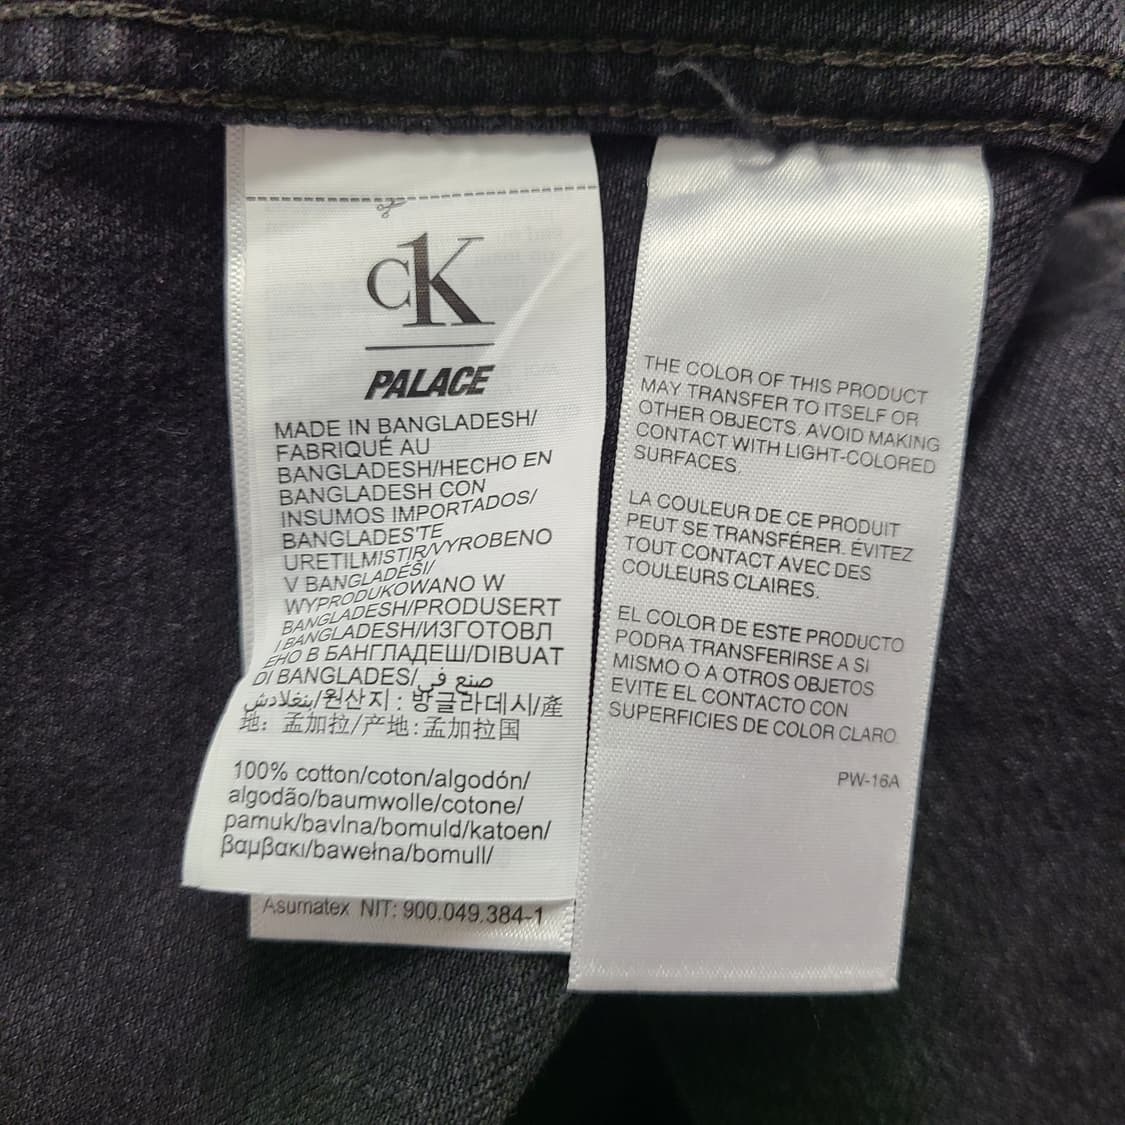 cK
PALACE
MADE IN BANGLADESH/
FABRIQUÉ AU
BANGLADESH/HECHO EN
BANGLADESH CON
INSUMOS IMPORTADOS/
BANGLADES'TE
URETILMISTIR/VYROBENO
V BANGLADÉŠI/
WYPRODUKOWANO W
BANGLADESH/PRODUSERT
I BANGLADESH/ИЗГОТОВЛ
ЕНО В БАНГЛАДЕШ/DIBUAT
DI BANGLADES/صنع في
بنغلادش/원산지 : 방글라데시/產
地: 孟加拉/产地:孟加拉国
100% cotton/coton/algodón/
algodão/baumwolle/cotone/
pamuk/bavlna/bomuld/katoen/
βαμβακι/bawełna/bomull/
Asumatex NIT: 900.049.384-1
THE COLOR OF THIS PRODUCT
MAY TRANSFER TO ITSELF OR
OTHER OBJECTS. AVOID MAKING
CONTACT WITH LIGHT-COLORED
SURFACES.
LA COULEUR DE CE PRODUIT
PEUT SE TRANSFÉRER. ÉVITEZ
TOUT CONTACT AVEC DES
COULEURS CLAIRES.
EL COLOR DE ESTE PRODUCTO
PODRA TRANSFERIRSE A SI
MISMO O A OTROS OBJETOS
EVITE EL CONTACTO CON
SUPERFICIES DE COLOR CLARO
PW-16A